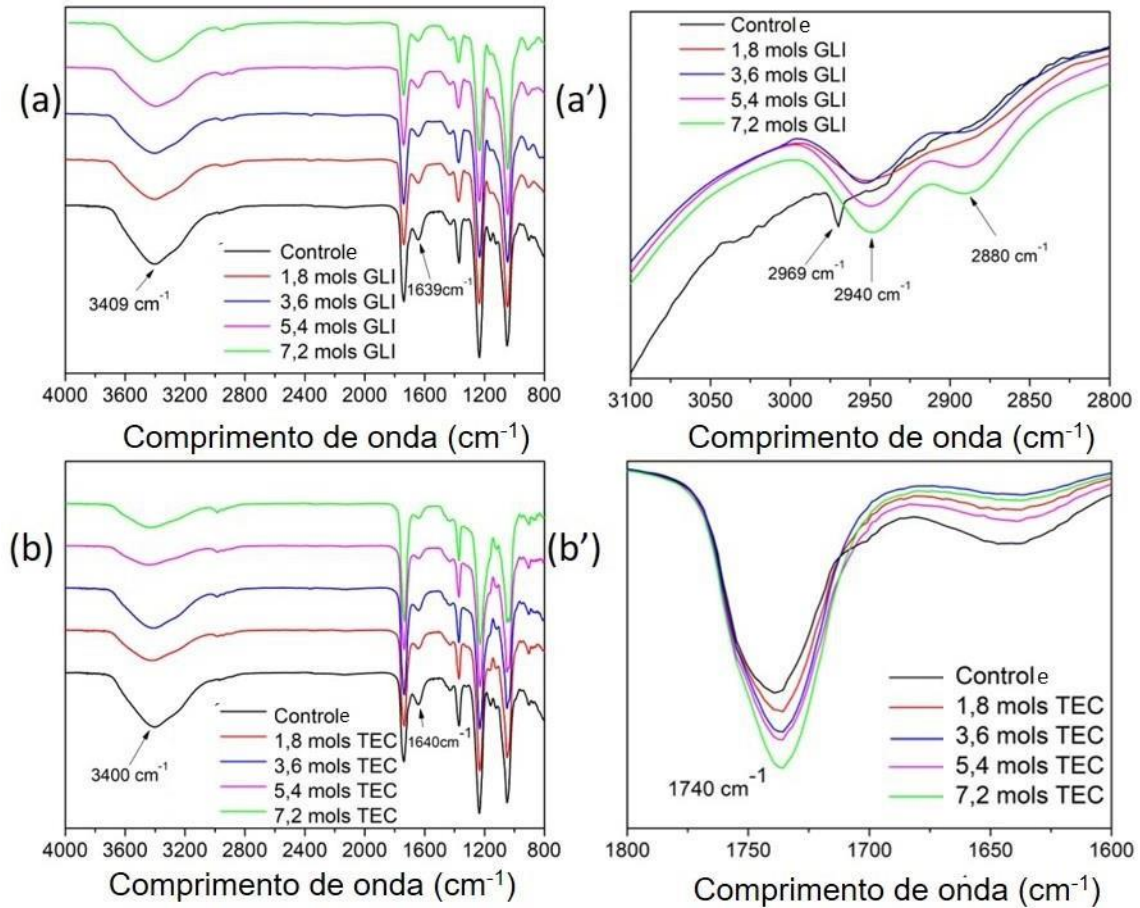 (a)
3409 cm-1
1639cm-1
Controle
1,8 mols GLI
3,6 mols GLI
5,4 mols GLI
7,2 mols GLI
4000 3600 3200 2800 2400 2000 1600 1200 800
Comprimento de onda (cm-1)
(a')
Controle
1,8 mols GLI
3,6 mols GLI
5,4 mols GLI
7,2 mols GLI
2969 cm-1
2940 cm-1
2880 cm-1
3100 3050 3000 2950 2900 2850 2800
Comprimento de onda (cm-1)
(b)
3400 cm-1
1640cm-1
Controle
1,8 mols TEC
3,6 mols TEC
5,4 mols TEC
7,2 mols TEC
4000 3600 3200 2800 2400 2000 1600 1200 800
Comprimento de onda (cm-1)
(b')
1740 cm-1
Controle
1,8 mols TEC
3,6 mols TEC
5,4 mols TEC
7,2 mols TEC
1800 1750 1700 1650 1600
Comprimento de onda (cm-1)